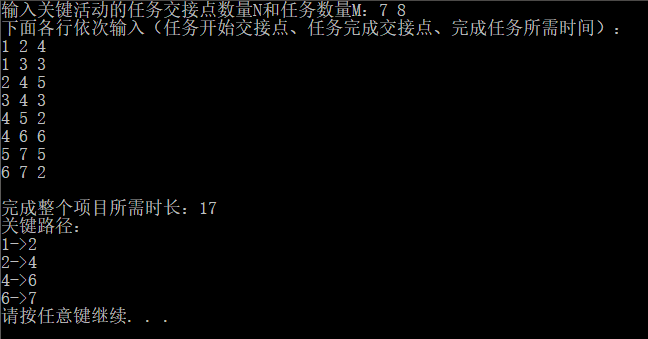 输入关键活动的任务交接点数量N和任务数量M：7 8
下面各行依次输入（任务开始交接点、任务完成交接点、完成任务所需时间）：
1 2 4
1 3 3
2 4 5
3 4 3
4 5 2
4 6 6
5 7 5
6 7 2
完成整个项目所需时长：17
关键路径：
1->2
2->4
4->6
6->7
请按任意键继续. . .